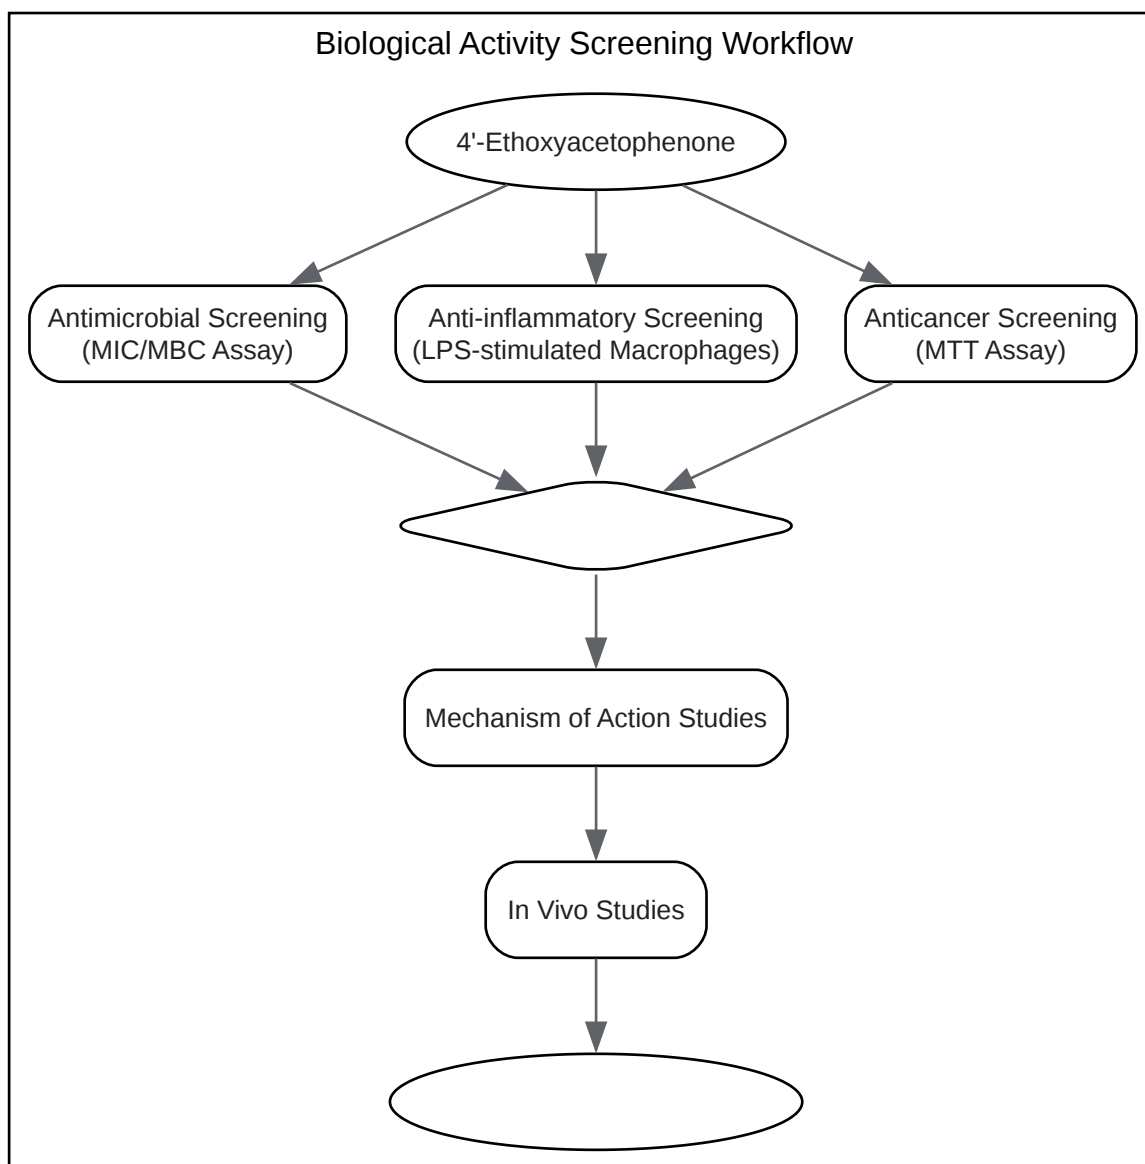 Biological Activity Screening Workflow
4'-Ethoxyacetophenone
Antimicrobial Screening
(MIC/MBC Assay)
Anti-inflammatory Screening
(LPS-stimulated Macrophages)
Anticancer Screening
(MTT Assay)
Mechanism of Action Studies
In Vivo Studies